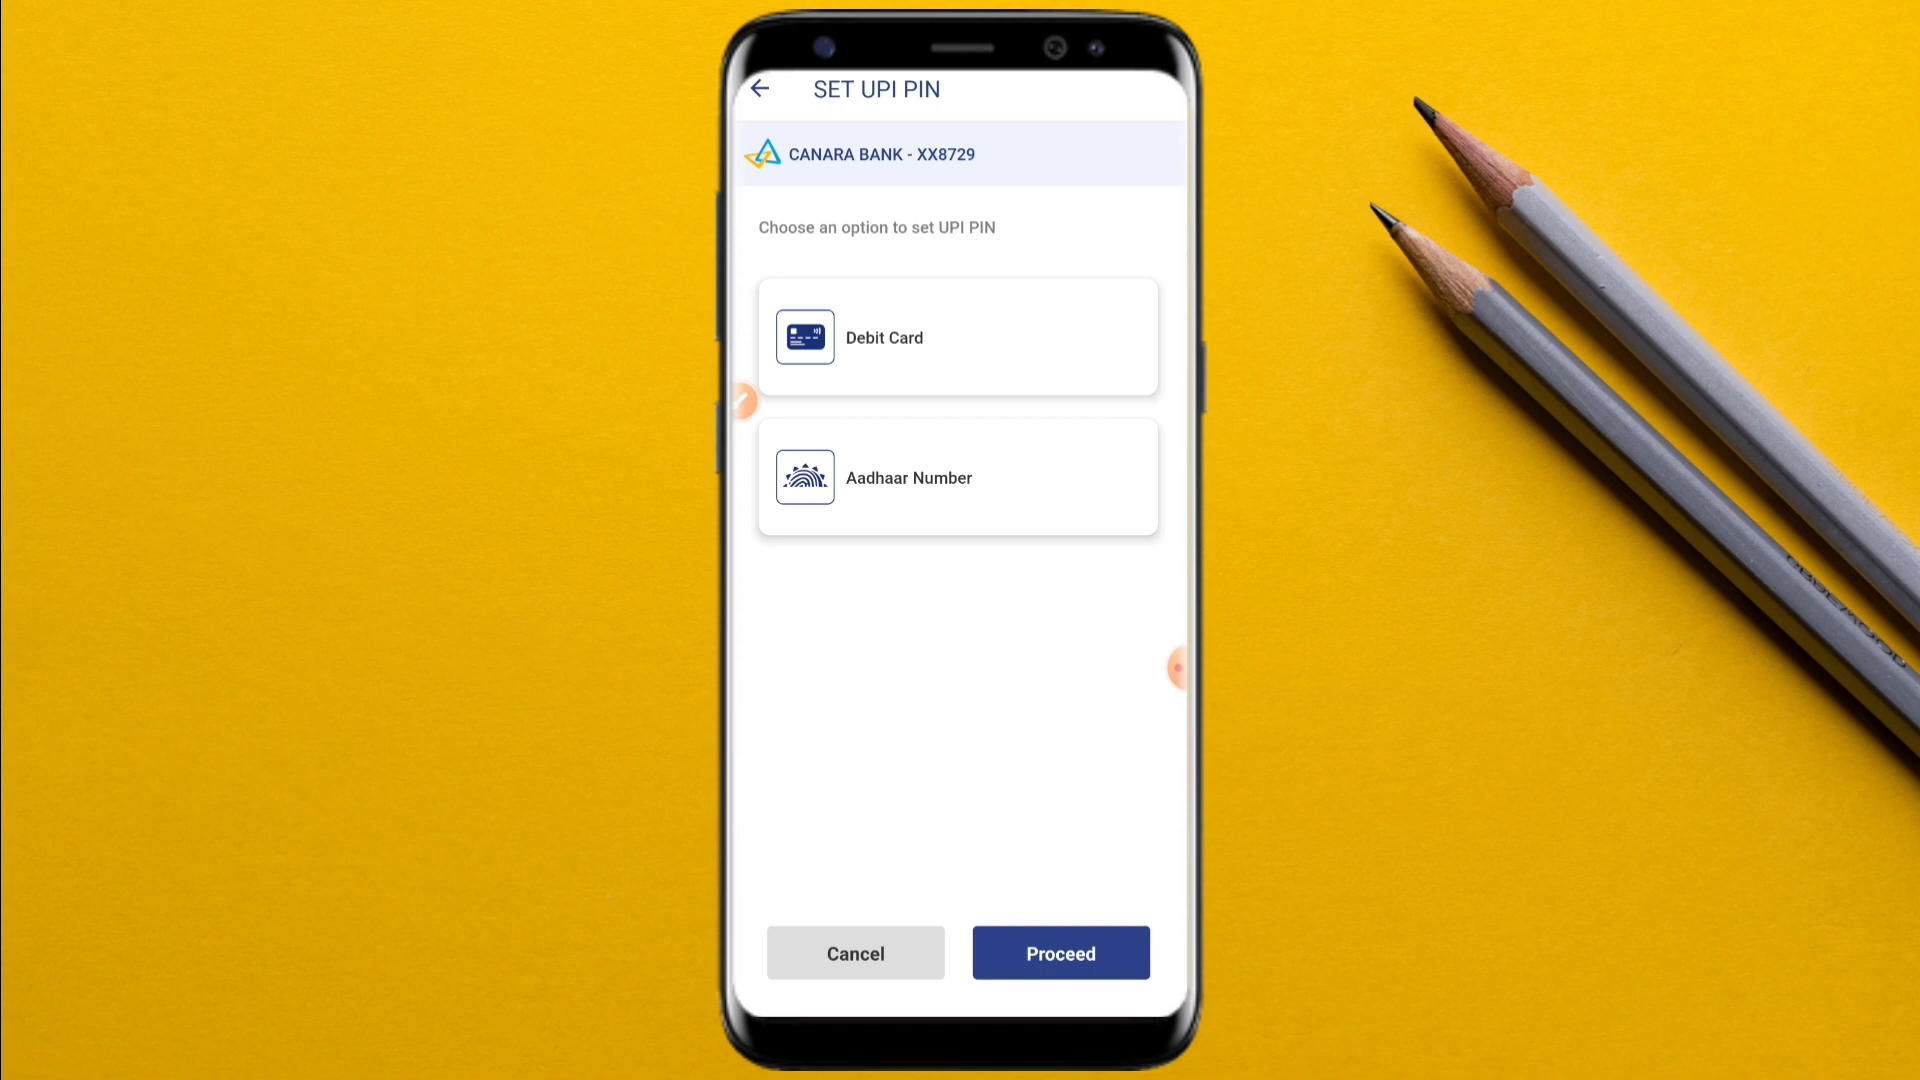 SET UPI PIN
CANARA BANK - XX8729
Choose an option to set UPI PIN
Debit Card
Aadhaar Number
Cancel
Proceed